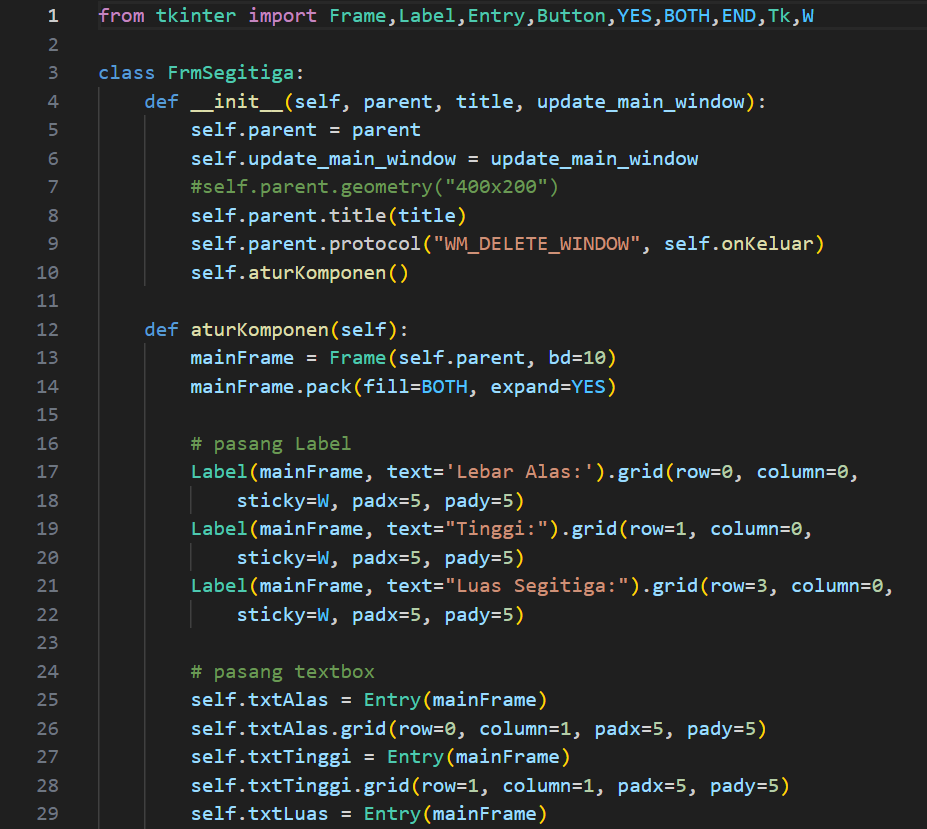 1 from tkinter import Frame,Label,Entry,Button,YES,BOTH,END,Tk,W
2
3 class FrmSegitiga:
4     def __init__(self, parent, title, update_main_window):
5         self.parent = parent
6         self.update_main_window = update_main_window
7         #self.parent.geometry("400x200")
8         self.parent.title(title)
9         self.parent.protocol("WM_DELETE_WINDOW", self.onKeluar)
10         self.aturKomponen()
11
12     def aturKomponen(self):
13         mainFrame = Frame(self.parent, bd=10)
14         mainFrame.pack(fill=BOTH, expand=YES)
15
16         # pasang Label
17         Label(mainFrame, text='Lebar Alas:').grid(row=0, column=0,
18             sticky=W, padx=5, pady=5)
19         Label(mainFrame, text="Tinggi:").grid(row=1, column=0,
20             sticky=W, padx=5, pady=5)
21         Label(mainFrame, text="Luas Segitiga:").grid(row=3, column=0,
22             sticky=W, padx=5, pady=5)
23
24         # pasang textbox
25         self.txtAlas = Entry(mainFrame)
26         self.txtAlas.grid(row=0, column=1, padx=5, pady=5)
27         self.txtTinggi = Entry(mainFrame)
28         self.txtTinggi.grid(row=1, column=1, padx=5, pady=5)
29         self.txtLuas = Entry(mainFrame)